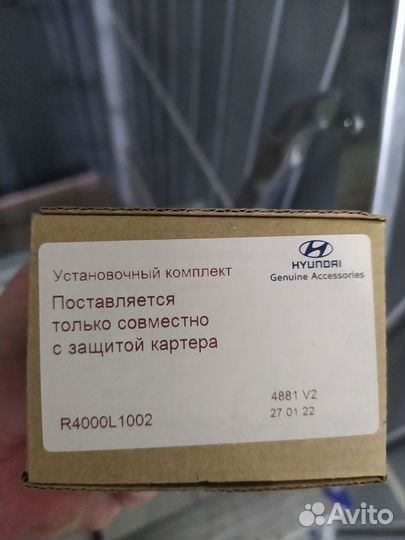 Установочный комплект
HYUNDAI
Genuine Accessories
Поставляется
только совместно
с защитой картера
R4000L1002
4881 V2
27.01.22
Avito